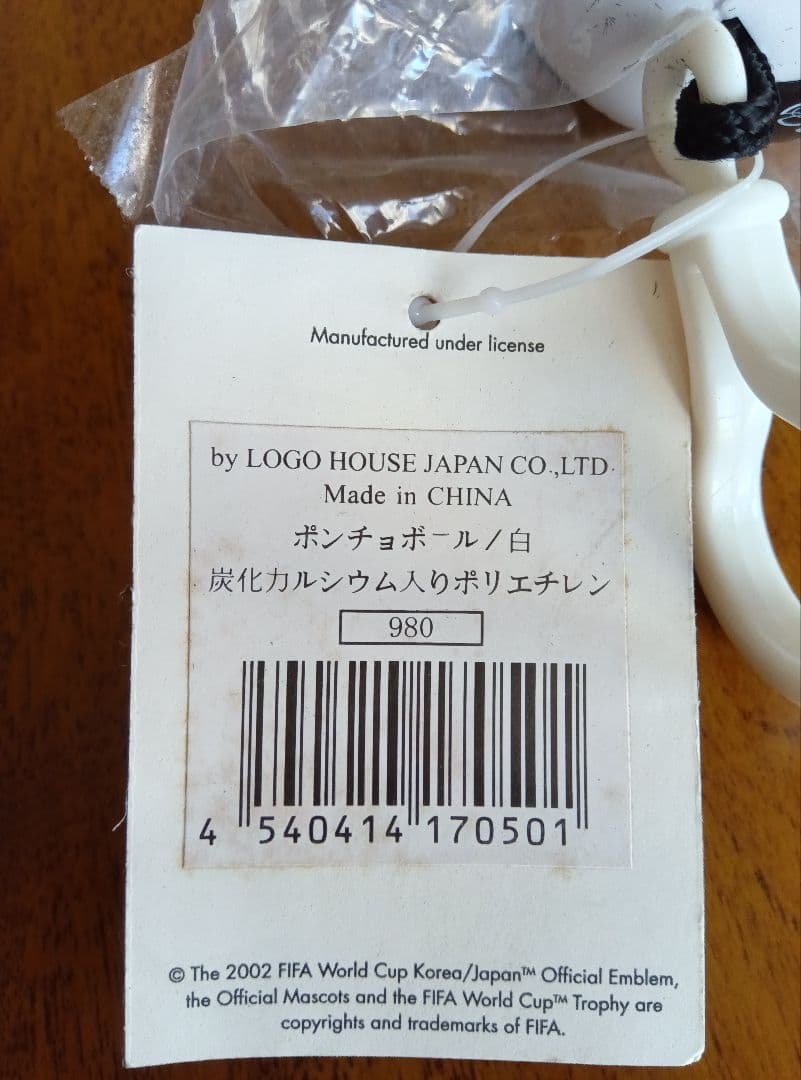 Manufactured under license
by LOGO HOUSE JAPAN CO.,LTD.
Made in CHINA
ポンチョボール/白
炭化カルシウム入りポリエチレン
980
4 540414 170501
© The 2002 FIFA World Cup Korea/Japan™ Official Emblem,
the Official Mascots and the FIFA World Cup™ Trophy are
copyrights and trademarks of FIFA.